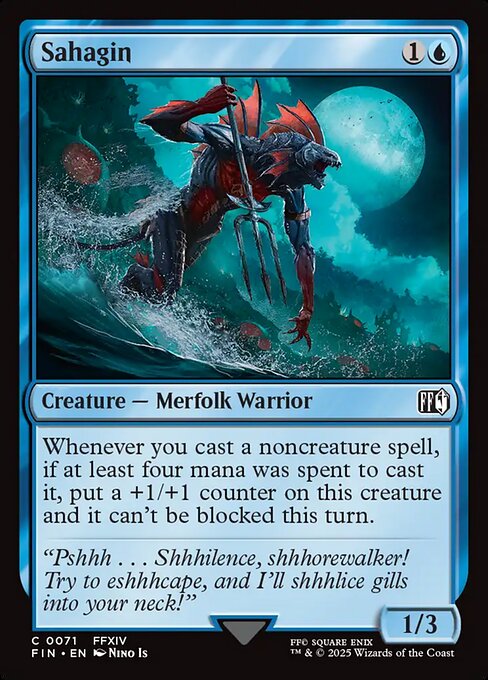 Sahagin 1
Creature — Merfolk Warrior FF
Whenever you cast a noncreature spell,
if at least four mana was spent to cast
it, put a +1/+1 counter on this creature
and it can't be blocked this turn.
“Pshhh . . . Shhhilence, shhhorewalker!
Try to eshhhcape, and I'll shhhlice gills
into your neck!”
1/3
C 0071 FFXIV
FIN • EN Nino Is
FF© SQUARE ENIX
™ & © 2025 Wizards of the Coast